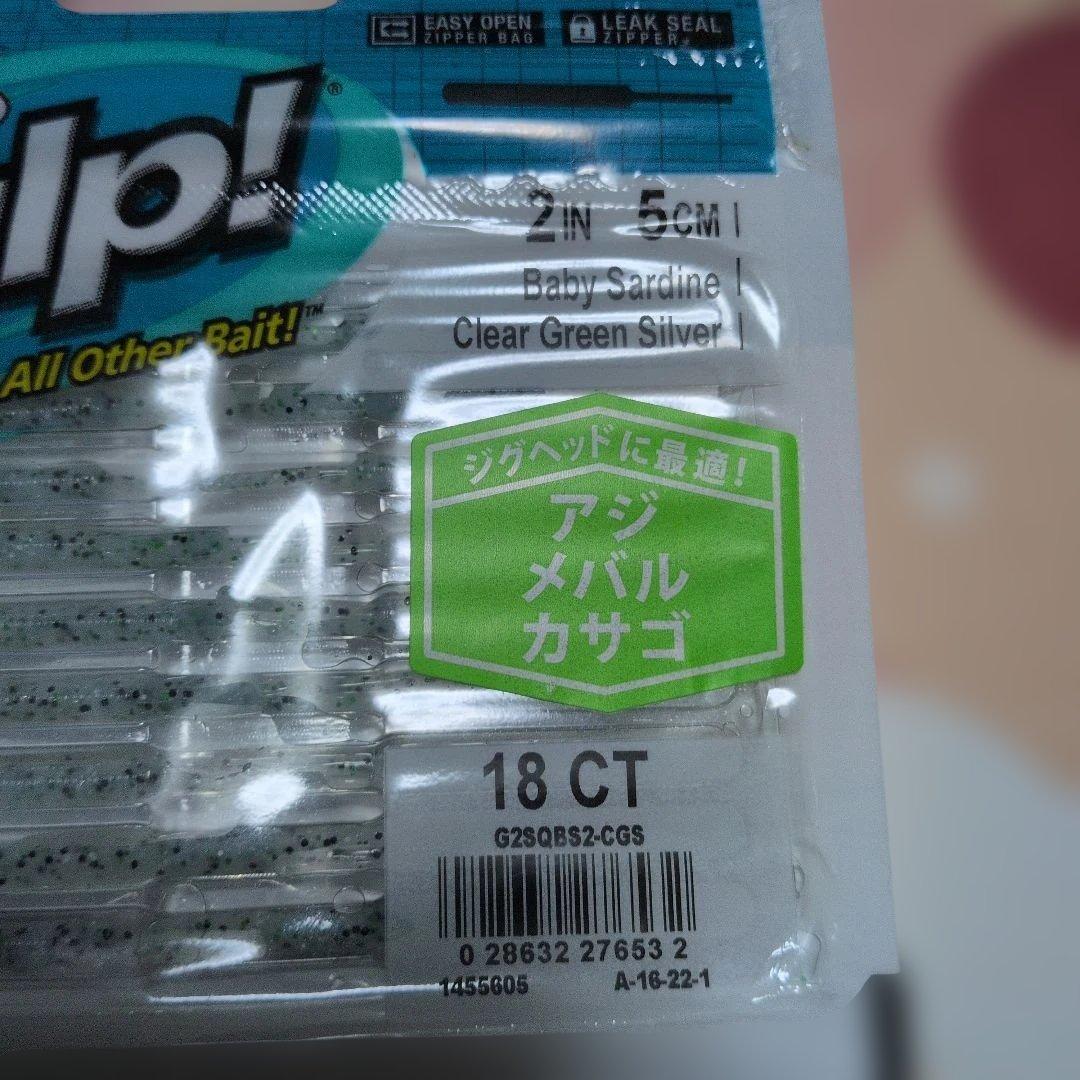 EASY OPEN
ZIPPER BAG
LEAK SEAL
ZIPPER
lp!®
2IN 5CM
Baby Sardine
Clear Green Silver
All Other Bait!™
ジグヘッドに最適!
アジ
メバル
カサゴ
18 CT
G2SQBS2-CGS
0 28632 27653 2
1455605 A-16-22-1